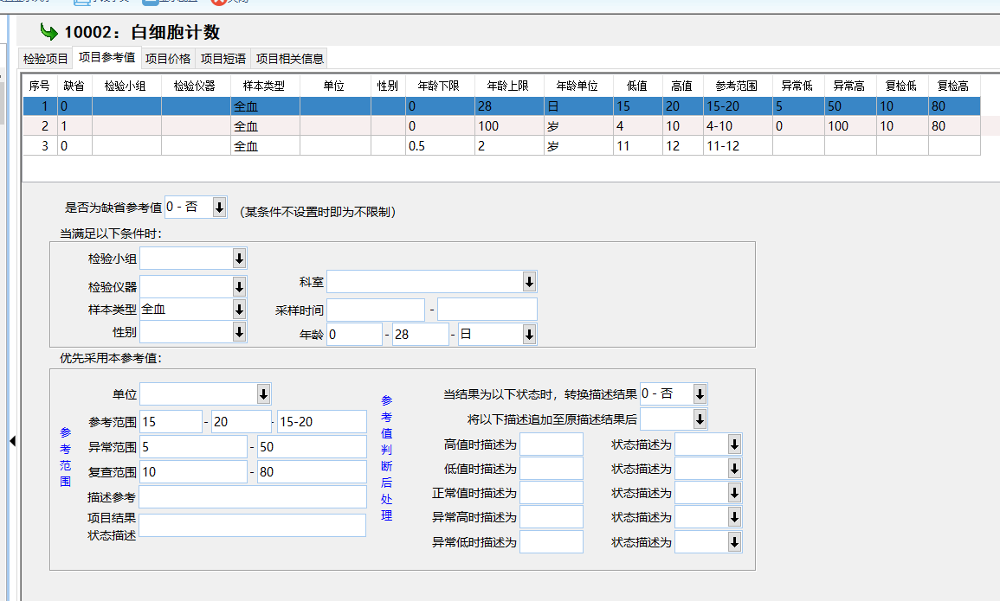 10002：白细胞计数
检验项目 项目参考值 项目价格 项目短语 项目相关信息
序号 缺省 检验小组 检验仪器 样本类型 单位 性别 年龄下限 年龄上限 年龄单位 低值 高值 参考范围 异常低 异常高 复检低 复检高
1 0 全血 0 28 日 15 20 15-20 5 50 10 80
2 1 全血 0 100 岁 4 10 4-10 0 100 10 80
3 0 全血 0.5 2 岁 11 12 11-12
是否为缺省参考值 0 - 否 （某条件不设置时即为不限制）
当满足以下条件时：
检验小组
检验仪器 科室
样本类型 全血 采样时间 -
性别 年龄 0 - 28 - 日
优先采用本参考值：
单位 当结果为以下状态时，转换描述结果 0 - 否
参考范围 15 - 20 - 15-20 将以下描述追加至原描述结果后
异常范围 5 - 50 高值时描述为 状态描述为
复查范围 10 - 80 低值时描述为 状态描述为
描述参考 正常值时描述为 状态描述为
项目结果 异常高时描述为 状态描述为
状态描述 异常低时描述为 状态描述为
参考范围
参考值判断后处理